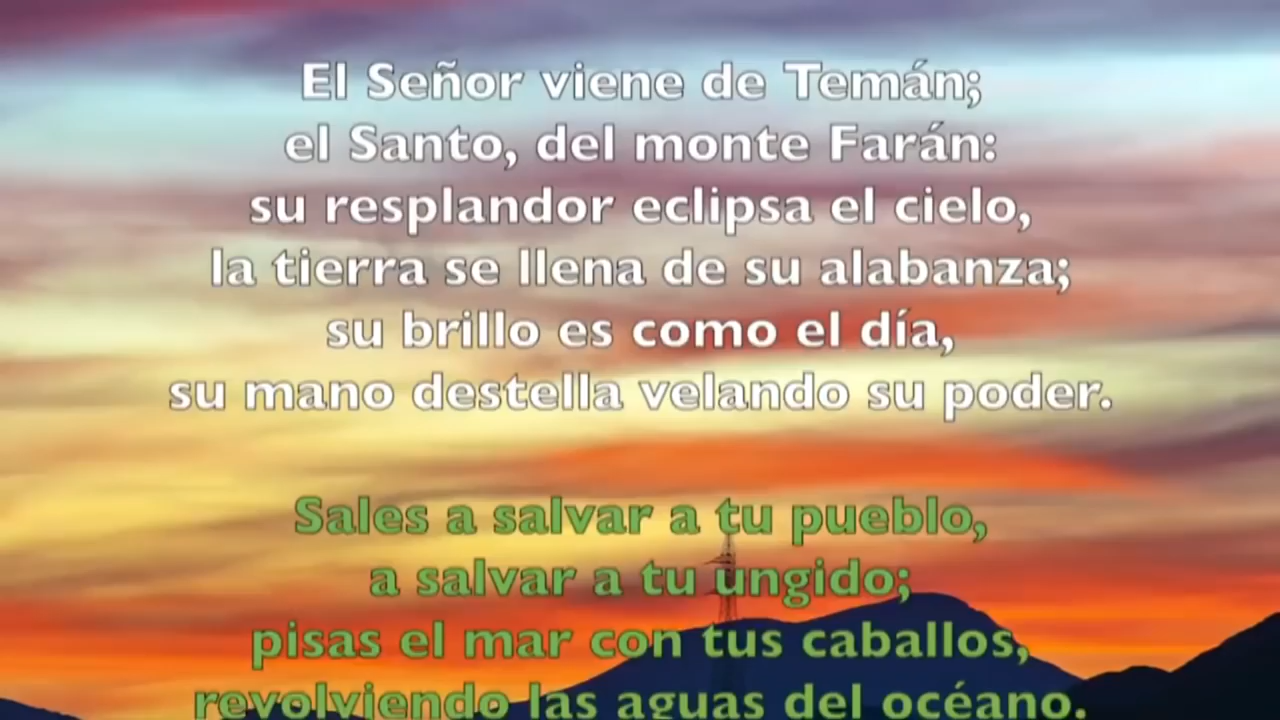 El Señor viene de Temán;
el Santo, del monte Farán:
su resplandor eclipsa el cielo,
la tierra se llena de su alabanza;
su brillo es como el día,
su mano destella velando su poder.
Sales a salvar a tu pueblo,
a salvar a tu ungido;
pisas el mar con tus caballos,
revolviendo las aguas del océano.